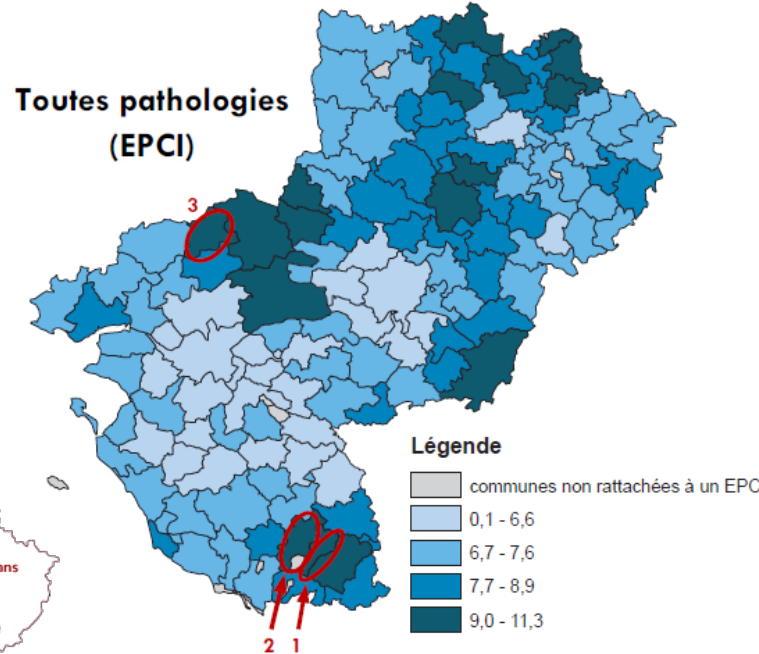 Toutes pathologies
(EPCI)
3
Légende
communes non rattachées à un EPC
0,1 - 6,6
6,7 - 7,6
7,7 - 8,9
9,0 - 11,3
ans
2 1